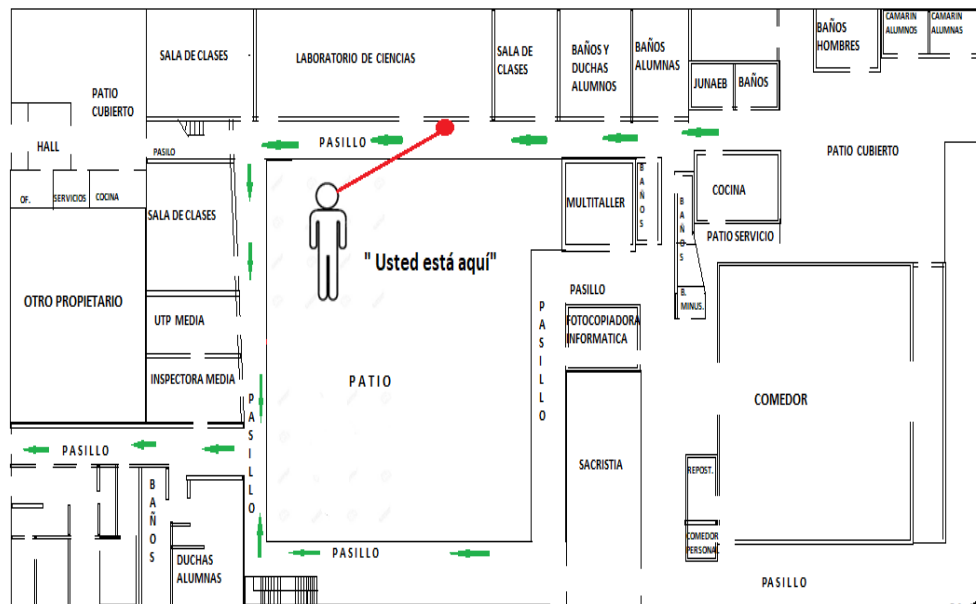 SALA DE CLASES
LABORATORIO DE CIENCIAS
SALA DE
CLASES
BAÑOS Y
DUCHAS
ALUMNOS
BAÑOS
ALUMNAS
BAÑOS
HOMBRES
CAMARIN
ALUMNOS
CAMARIN
ALUMNAS
JUNAEB
BAÑOS
PATIO
CUBIERTO
HALL
PASILO
PASILLO
PATIO CUBIERTO
OF.
SERVICIOS
COCINA
SALA DE CLASES
MULTITALLER
BAÑOS
BAÑOS
COCINA
PATIO SERVICIO
" Usted está aquí"
OTRO PROPIETARIO
UTP MEDIA
INSPECTORA MEDIA
PASILLO
B.
MINUS.
PASILLO
FOTOCOPIADORA
INFORMATICA
PATIO
COMEDOR
PASILLO
PASILLO
BAÑOS
SACRISTIA
REPOST.
COMEDOR
PERSONAL
DUCHAS
ALUMNAS
PASILLO
PASILLO